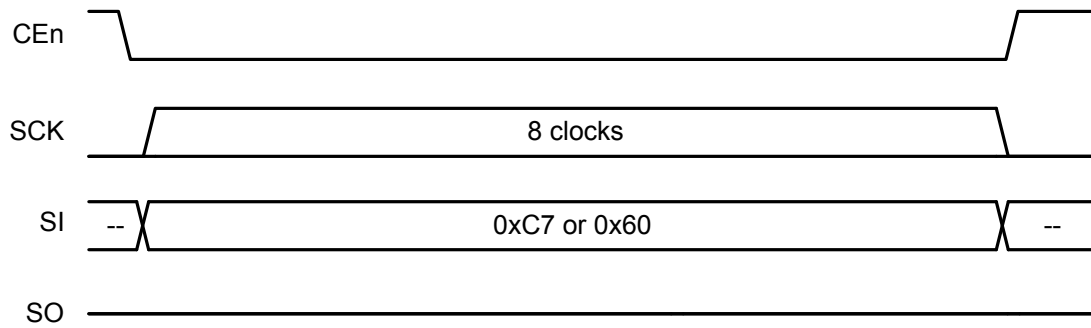 CEn
SCK 8 clocks
SI -- 0xC7 or 0x60 --
SO